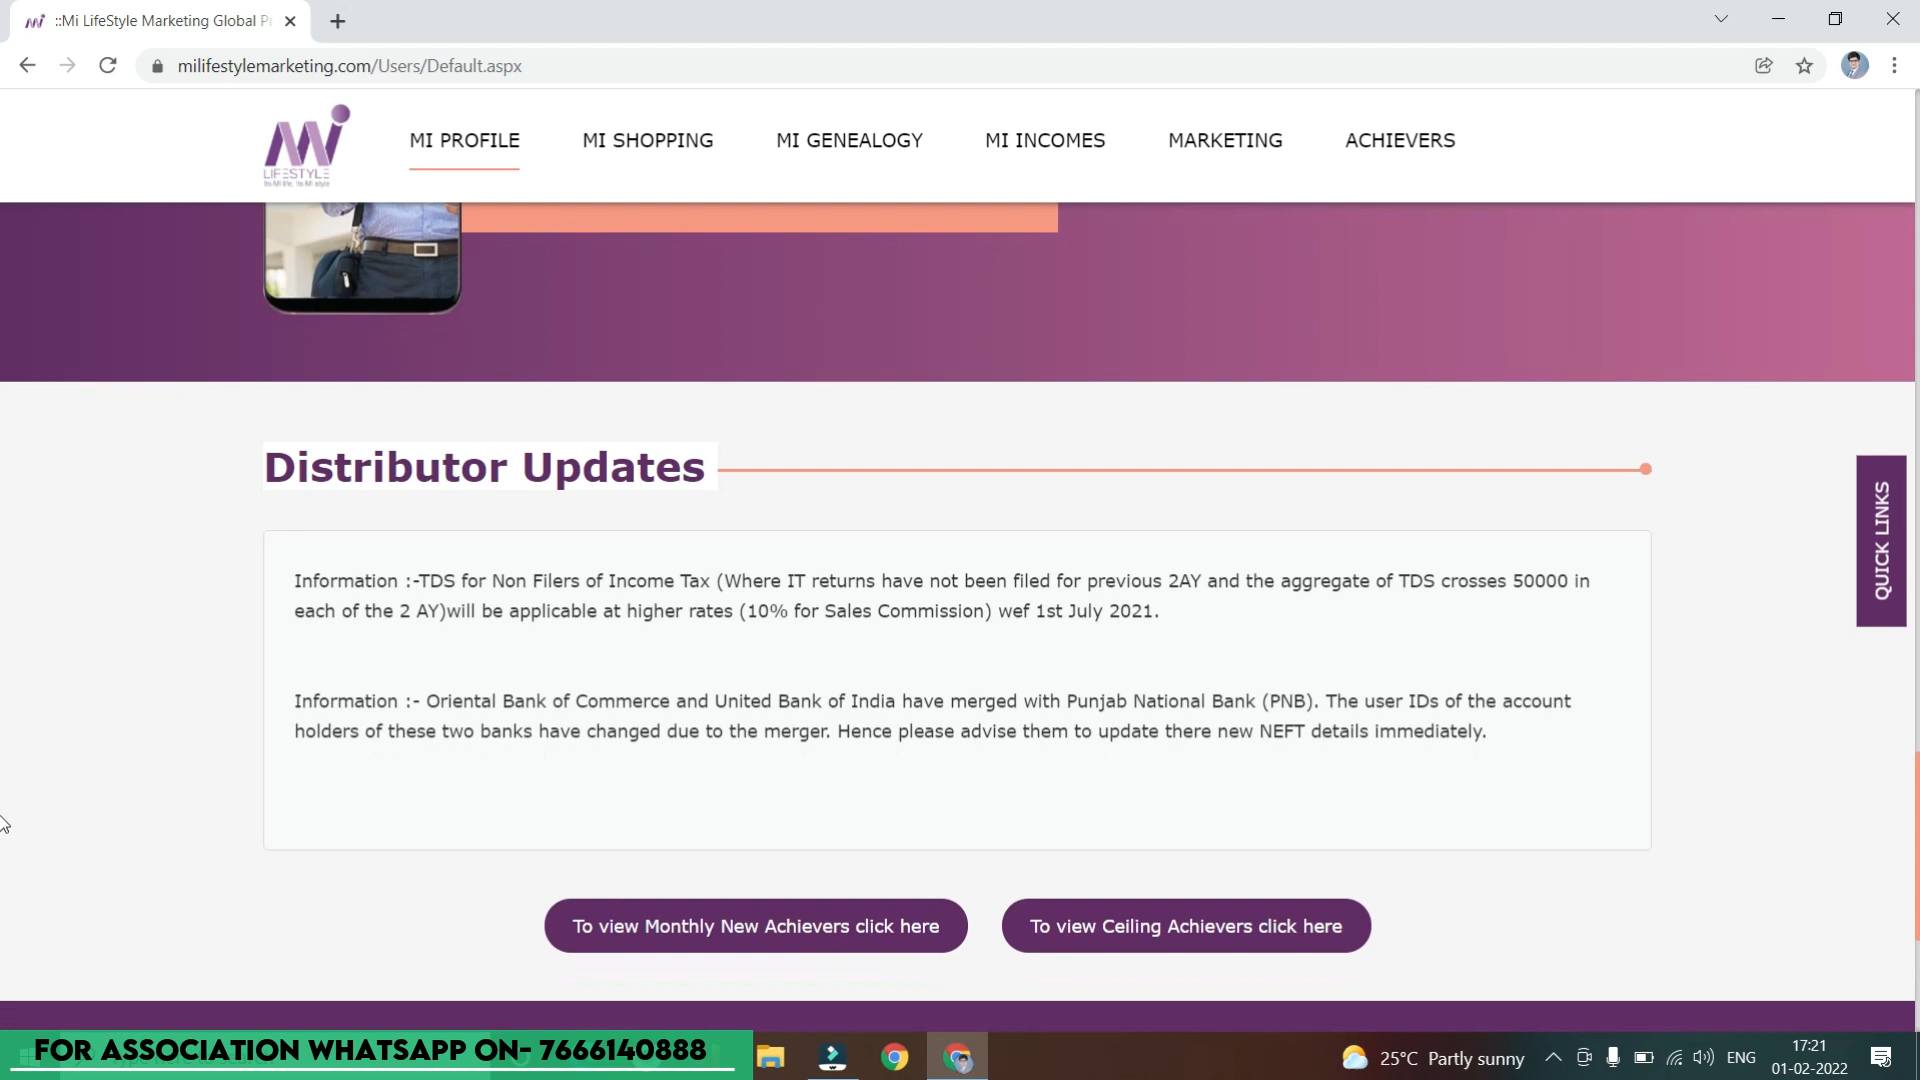 ::Mi LifeStyle Marketing Global Pr
milifestylemarketing.com/Users/Default.aspx
LIFESTYLE
Its Mi life, Its Mi style
MI PROFILE
MI SHOPPING
MI GENEALOGY
MI INCOMES
MARKETING
ACHIEVERS
Distributor Updates
QUICK LINKS
Information :-TDS for Non Filers of Income Tax (Where IT returns have not been filed for previous 2AY and the aggregate of TDS crosses 50000 in
each of the 2 AY)will be applicable at higher rates (10% for Sales Commission) wef 1st July 2021.
Information :- Oriental Bank of Commerce and United Bank of India have merged with Punjab National Bank (PNB). The user IDs of the account
holders of these two banks have changed due to the merger. Hence please advise them to update there new NEFT details immediately.
To view Monthly New Achievers click here
To view Ceiling Achievers click here
FOR ASSOCIATION WHATSAPP ON- 7666140888
25°C Partly sunny
ENG
17:21
01-02-2022